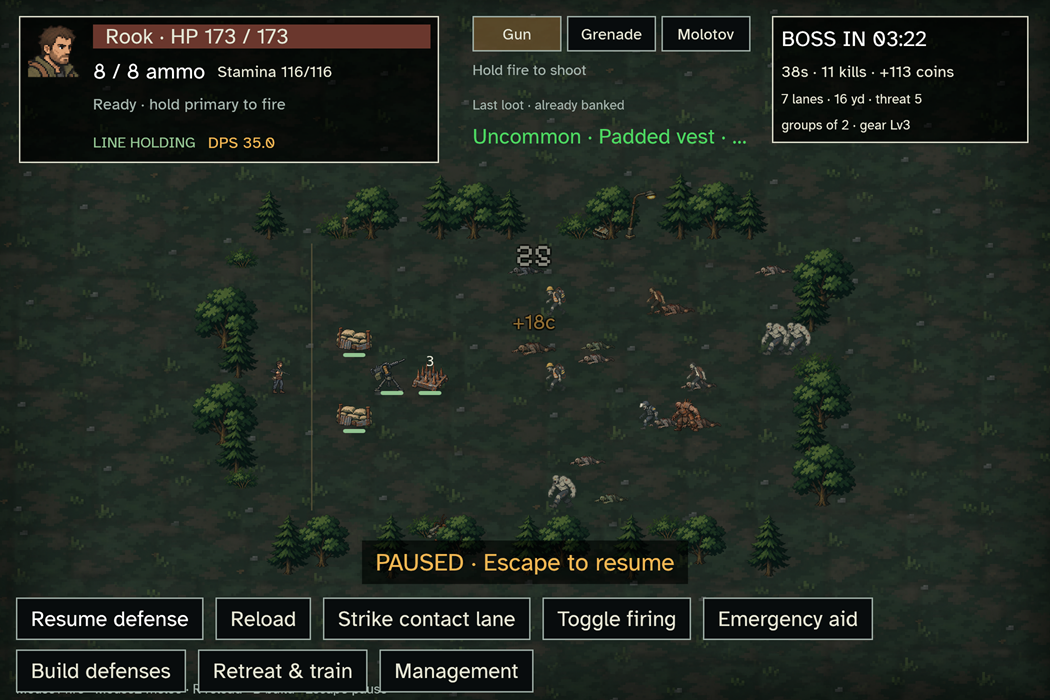 Rook · HP 173 / 173
8 / 8 ammo Stamina 116/116
Ready · hold primary to fire
LINE HOLDING DPS 35.0
Gun Grenade Molotov
Hold fire to shoot
Last loot · already banked
Uncommon · Padded vest · ...
BOSS IN 03:22
38s · 11 kills · +113 coins
7 lanes · 16 yd · threat 5
groups of 2 · gear Lv3
+18c
3
PAUSED · Escape to resume
Resume defense Reload Strike contact lane Toggle firing Emergency aid
Build defenses Retreat & train Management